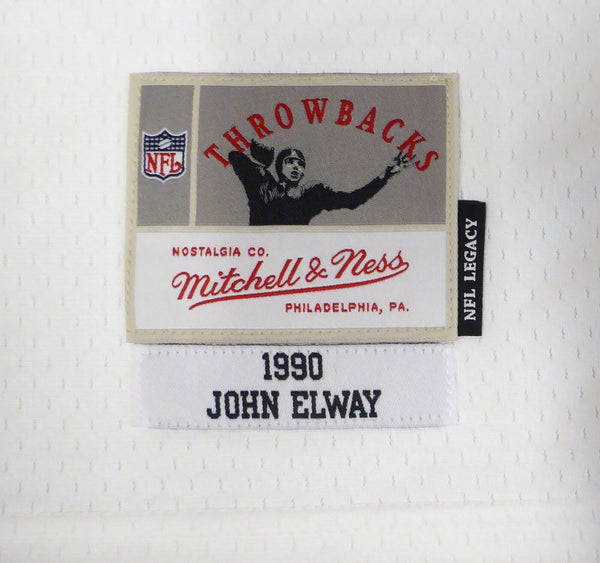 THROWBACKS
NFL
NOSTALGIA CO.
Mitchell & Ness
PHILADELPHIA, PA.
NFL LEGACY
1990
JOHN ELWAY